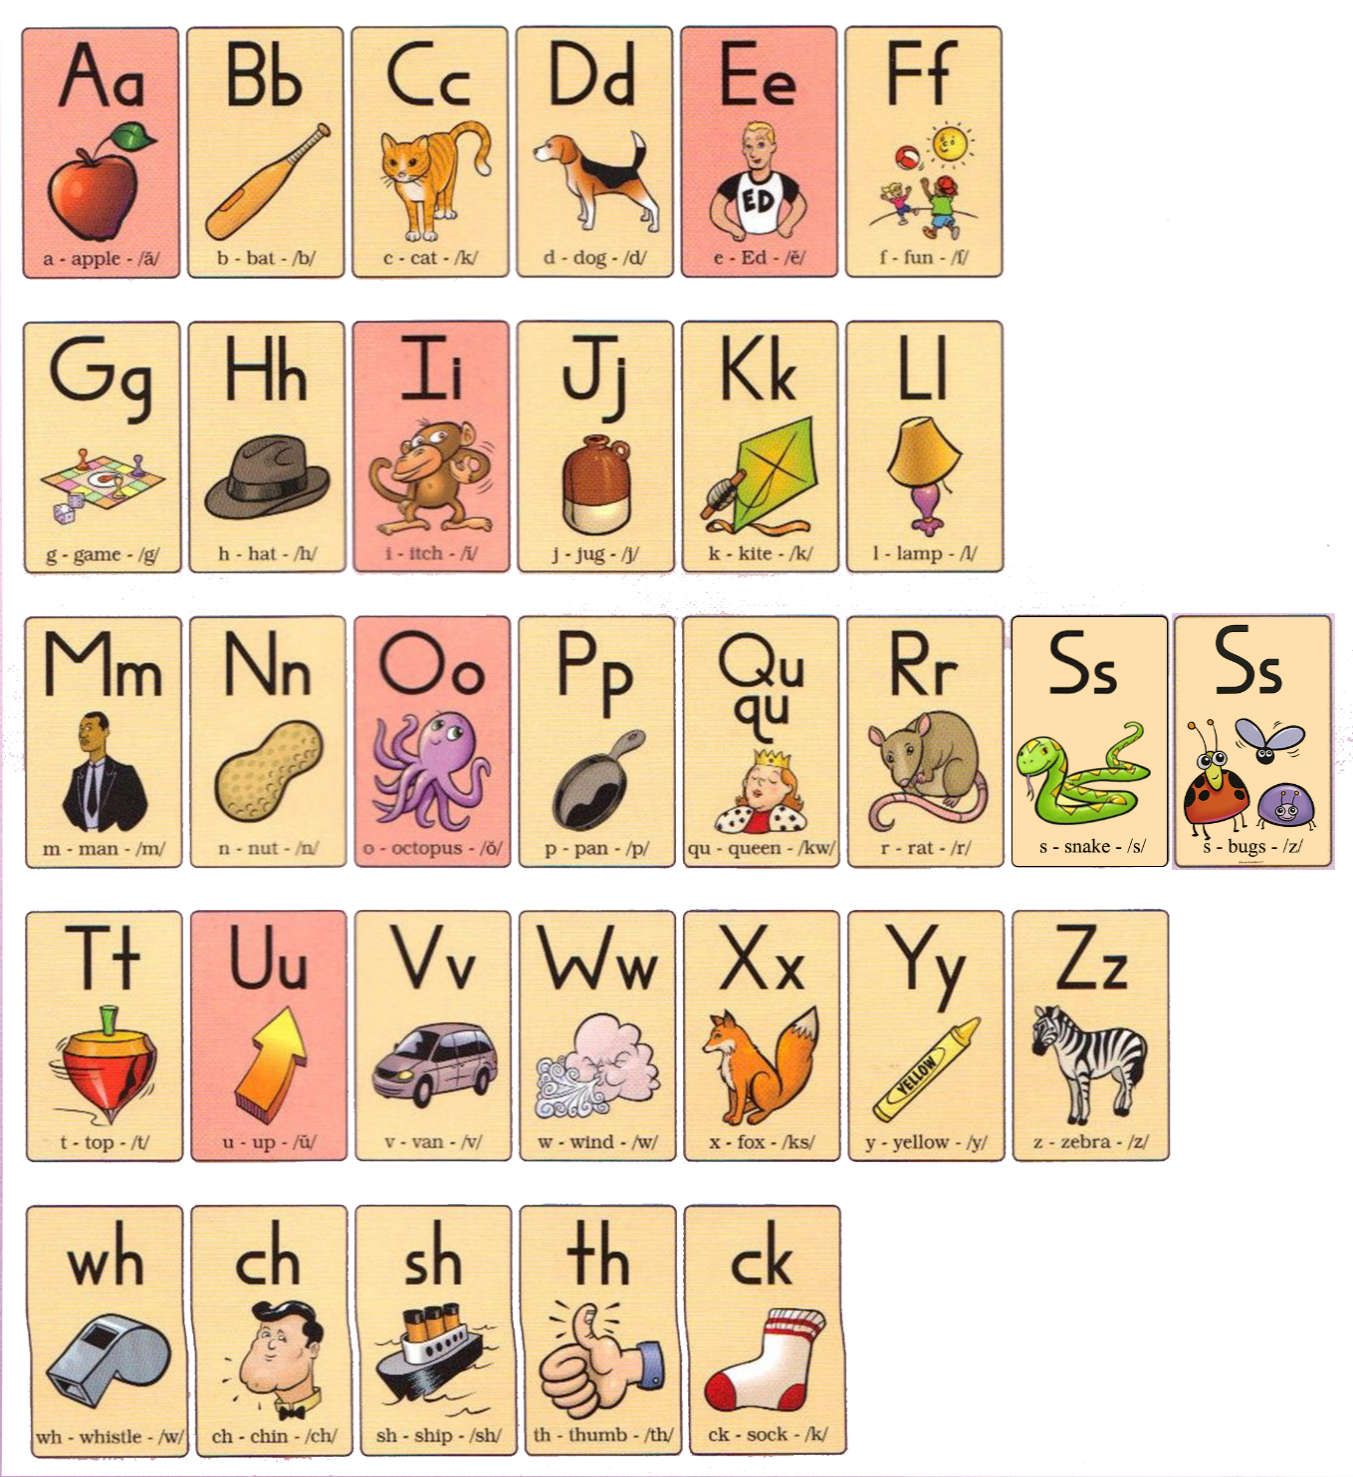 Aa
a - apple - /ă/
Bb
b - bat - /b/
Cc
c - cat - /k/
Dd
d - dog - /d/
Ee
ED
e - Ed - /ĕ/
Ff
f - fun - /f/
Gg
g - game - /g/
Hh
h - hat - /h/
Ii
i - itch - /ĭ/
Jj
j - jug - /j/
Kk
k - kite - /k/
Ll
l - lamp - /l/
Mm
m - man - /m/
Nn
n - nut - /n/
Oo
o - octopus - /ŏ/
Pp
p - pan - /p/
Qu
qu
qu - queen - /kw/
Rr
r - rat - /r/
Ss
s - snake - /s/
Ss
s - bugs - /z/
Tt
t - top - /t/
Uu
u - up - /ŭ/
Vv
v - van - /v/
Ww
w - wind - /w/
Xx
x - fox - /ks/
Yy
YELLOW
y - yellow - /y/
Zz
z - zebra - /z/
wh
wh - whistle - /w/
ch
ch - chin - /ch/
sh
sh - ship - /sh/
th
th - thumb - /th/
ck
ck - sock - /k/